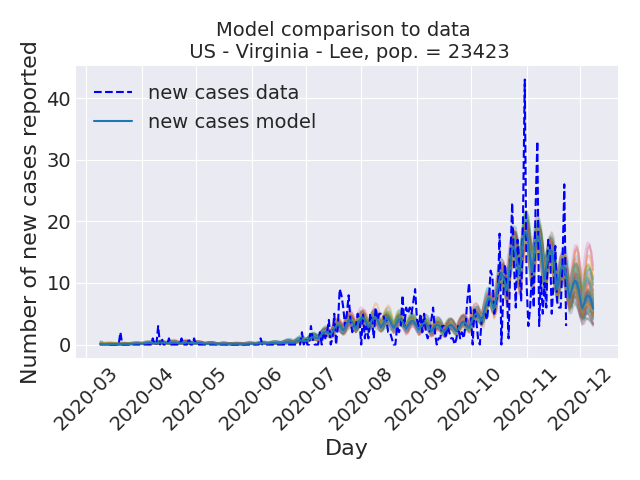 Model comparison to data
US - Virginia - Lee, pop. = 23423
Number of new cases reported
new cases data
new cases model
40
30
20
10
0
2020-03
2020-04
2020-05
2020-06
2020-07
2020-08
2020-09
2020-10
2020-11
2020-12
Day